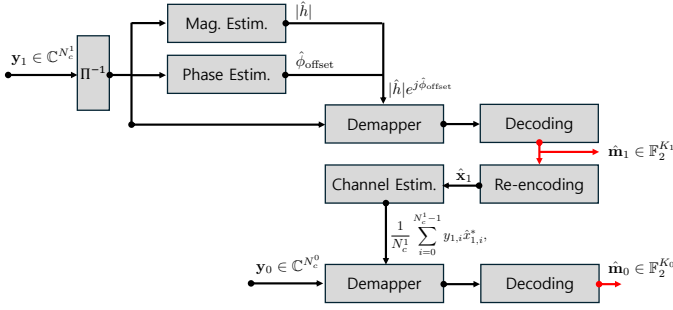 |ĥ|
Mag. Estim.
𝐲₁ ∈ ℂ^{N_c^1}
Π⁻¹
Phase Estim.
ϕ̂_offset
|ĥ|e^{jϕ̂_offset}
Demapper
Decoding
𝐦̂₁ ∈ 𝔽₂^{K₁}
Channel Estim.
𝐱̂₁
Re-encoding
\frac{1}{N_c^1} \sum_{i=0}^{N_c^1-1} y_{1,i} x̂_{1,i}^*,
𝐲₀ ∈ ℂ^{N_c^0}
Demapper
Decoding
𝐦̂₀ ∈ 𝔽₂^{K₀}